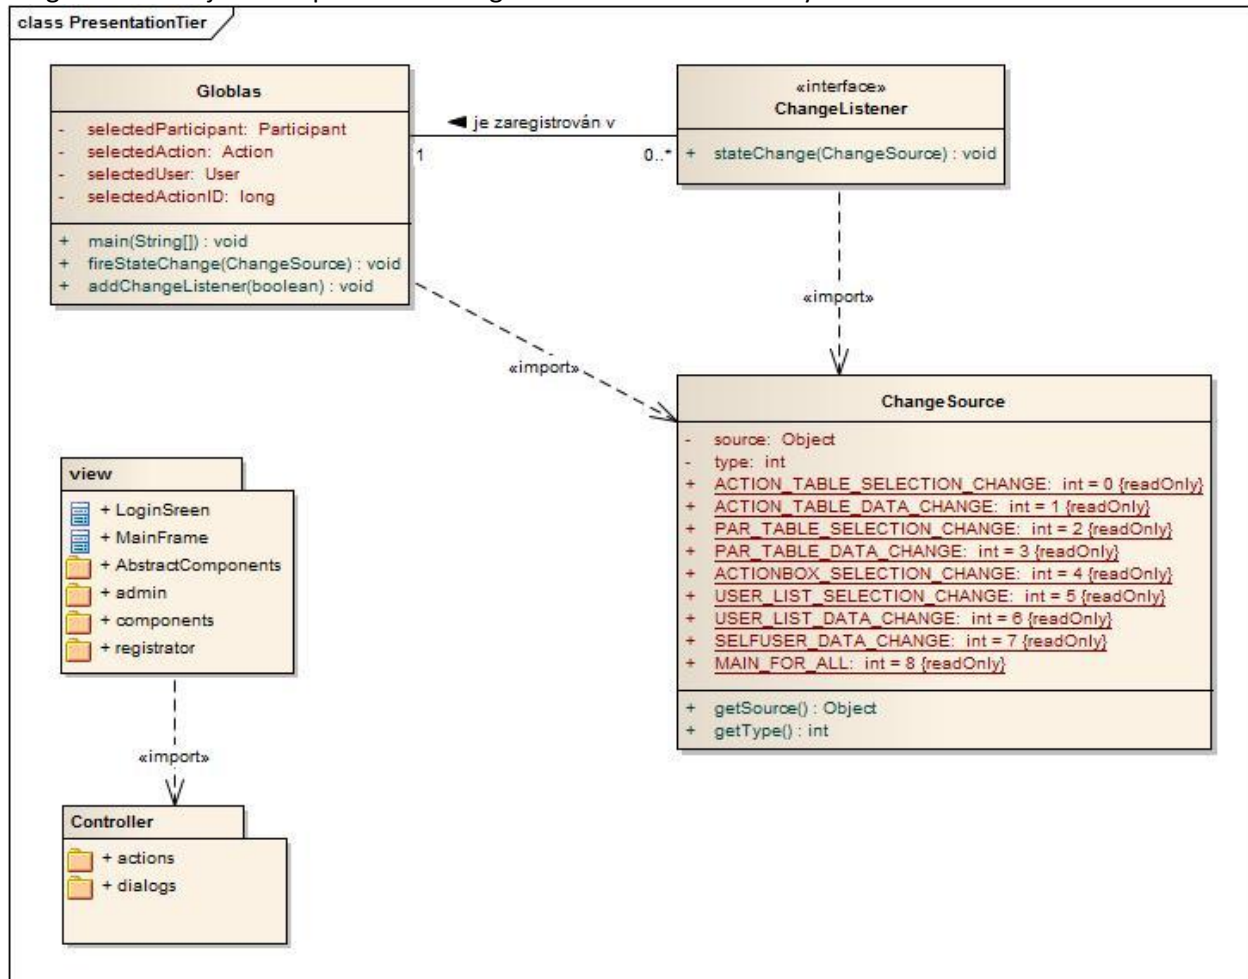 class PresentationTier
Globlas
- selectedParticipant: Participant
- selectedAction: Action
- selectedUser: User
- selectedActionID: long
+ main(String[]) : void
+ fireStateChange(ChangeSource) : void
+ addChangeListener(boolean) : void
je zaregistrován v
1
0..*
«interface»
ChangeListener
+ stateChange(ChangeSource) : void
«import»
«import»
ChangeSource
- source: Object
- type: int
+ ACTION_TABLE_SELECTION_CHANGE: int = 0 {readOnly}
+ ACTION_TABLE_DATA_CHANGE: int = 1 {readOnly}
+ PAR_TABLE_SELECTION_CHANGE: int = 2 {readOnly}
+ PAR_TABLE_DATA_CHANGE: int = 3 {readOnly}
+ ACTIONBOX_SELECTION_CHANGE: int = 4 {readOnly}
+ USER_LIST_SELECTION_CHANGE: int = 5 {readOnly}
+ USER_LIST_DATA_CHANGE: int = 6 {readOnly}
+ SELFUSER_DATA_CHANGE: int = 7 {readOnly}
+ MAIN_FOR_ALL: int = 8 {readOnly}
+ getSource() : Object
+ getType() : int
view
+ LoginSreen
+ MainFrame
+ AbstractComponents
+ admin
+ components
+ registrator
«import»
Controller
+ actions
+ dialogs